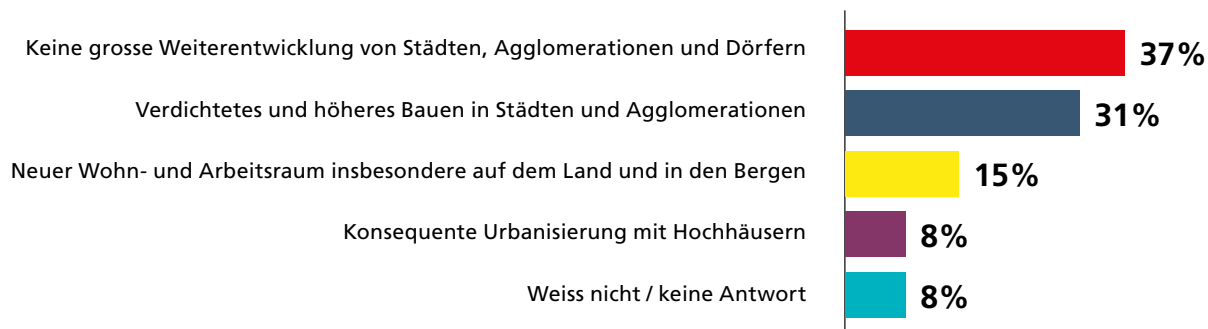 Keine grosse Weiterentwicklung von Städten, Agglomerationen und Dörfern 37%
Verdichtetes und höheres Bauen in Städten und Agglomerationen 31%
Neuer Wohn- und Arbeitsraum insbesondere auf dem Land und in den Bergen 15%
Konsequente Urbanisierung mit Hochhäusern 8%
Weiss nicht / keine Antwort 8%